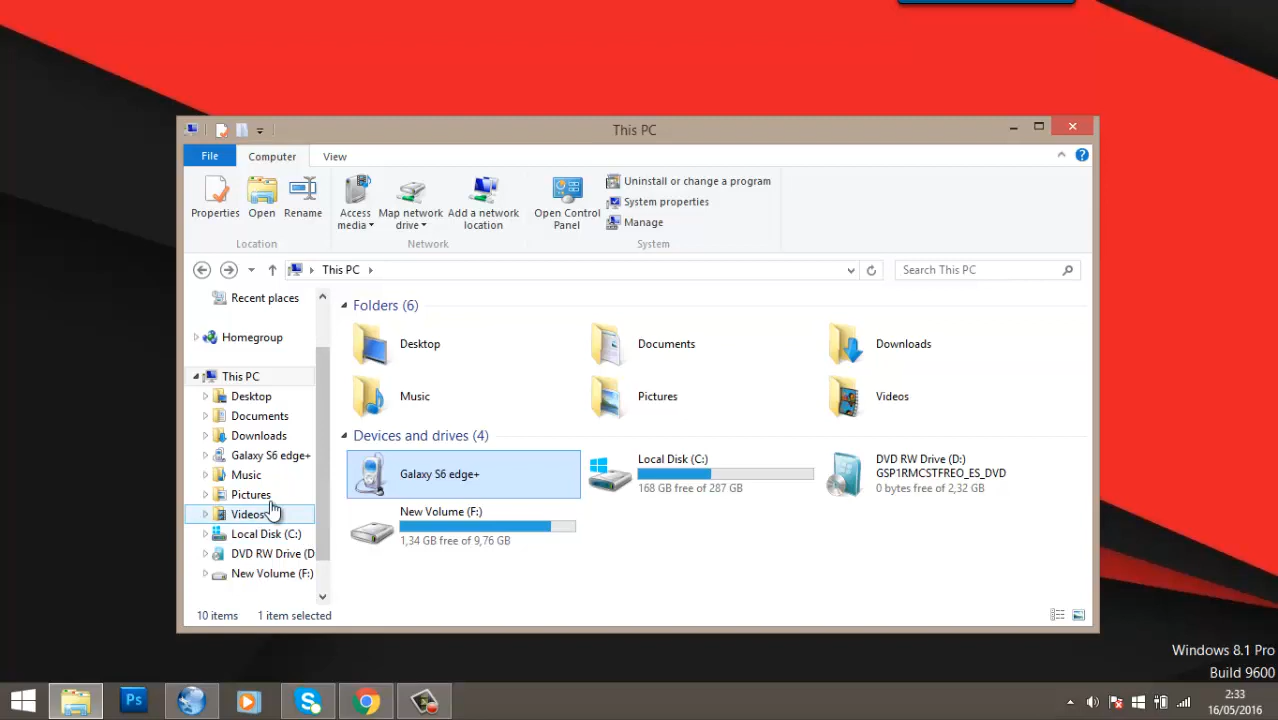 This PC
File
Computer
View
Properties
Open
Rename
Access media
Map network drive
Add a network location
Open Control Panel
Uninstall or change a program
System properties
Manage
Location
Network
System
This PC
Search This PC
Recent places
Homegroup
This PC
Desktop
Documents
Downloads
Galaxy S6 edge+
Music
Pictures
Videos
Local Disk (C:)
DVD RW Drive (D
New Volume (F:)
Folders (6)
Desktop
Documents
Downloads
Music
Pictures
Videos
Devices and drives (4)
Galaxy S6 edge+
Local Disk (C:)
168 GB free of 287 GB
DVD RW Drive (D:)
GSP1RMCSTFREO_ES_DVD
0 bytes free of 2,32 GB
New Volume (F:)
1,34 GB free of 9,76 GB
10 items
1 item selected
Windows 8.1 Pro
Build 9600
Ps
2:33
16/05/2016